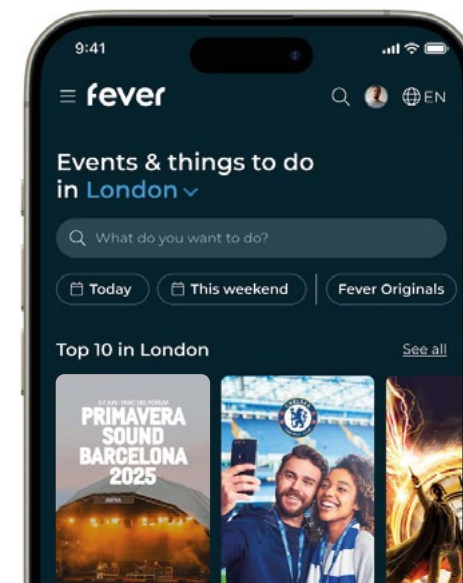 9:41
fever
EN
Events & things to do
in London
What do you want to do?
Today
This weekend
Fever Originals
Top 10 in London
See all
PRIMAVERA
SOUND
BARCELONA
2025
CHELSEA